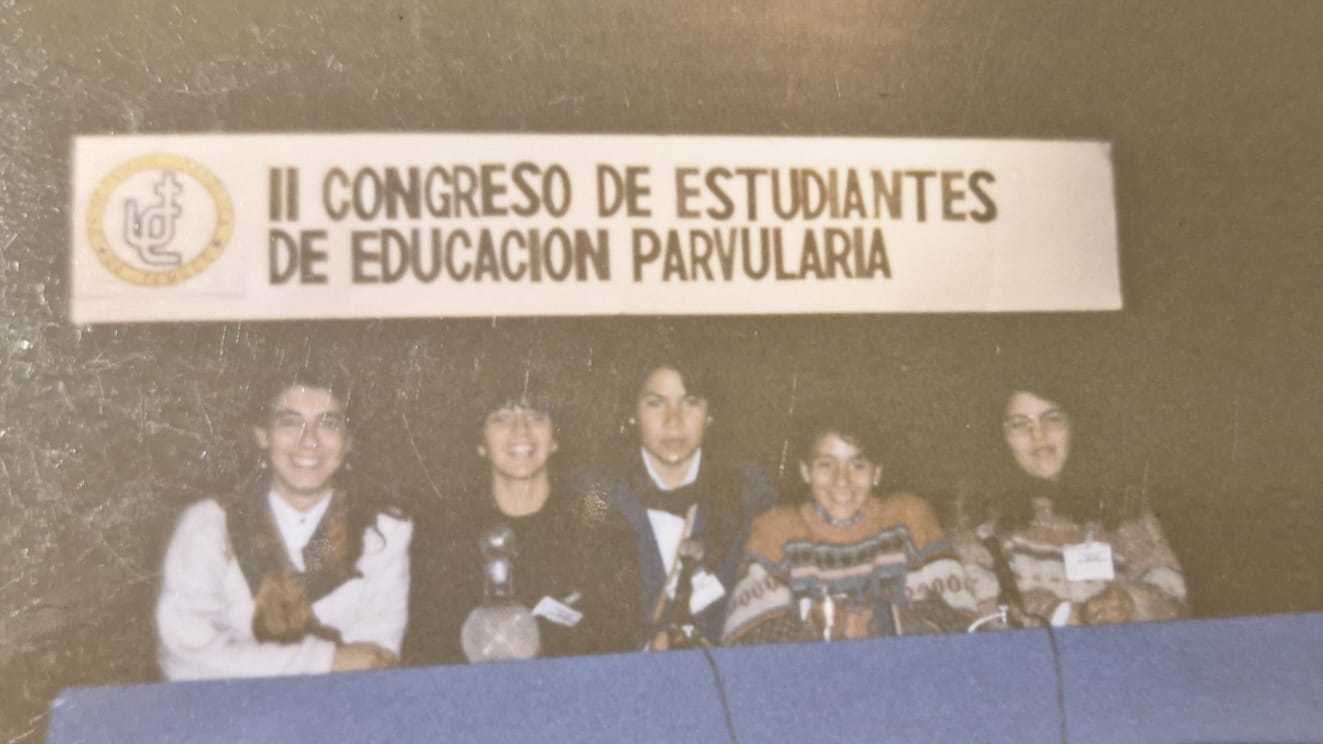 II CONGRESO DE ESTUDIANTES
DE EDUCACION PARVULARIA